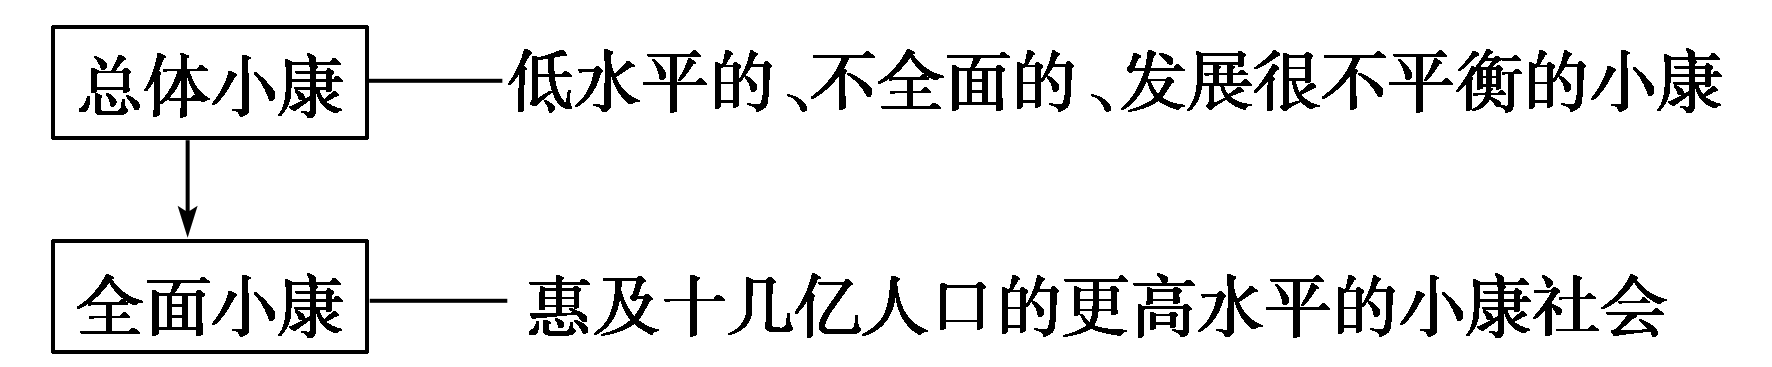 总体小康——低水平的、不全面的、发展很不平衡的小康
全面小康——惠及十几亿人口的更高水平的小康社会